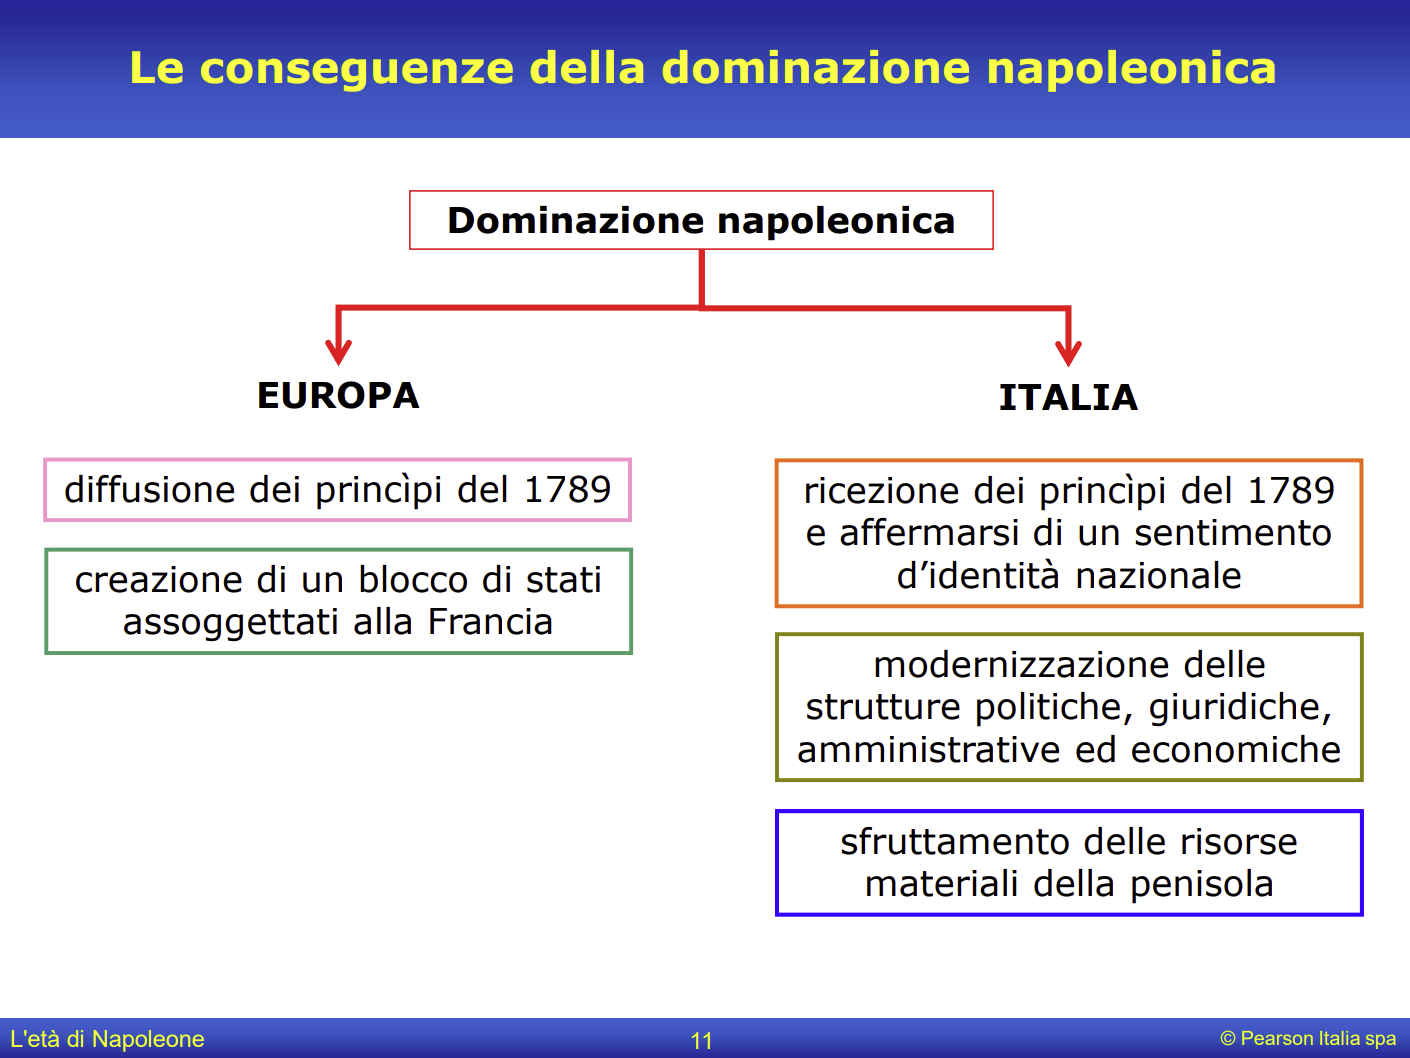 Le conseguenze della dominazione napoleonica
Dominazione napoleonica
EUROPA
diffusione dei princìpi del 1789
creazione di un blocco di stati
assoggettati alla Francia
ITALIA
ricezione dei princìpi del 1789
e affermarsi di un sentimento
d’identità nazionale
modernizzazione delle
strutture politiche, giuridiche,
amministrative ed economiche
sfruttamento delle risorse
materiali della penisola
L'età di Napoleone
11
© Pearson Italia spa